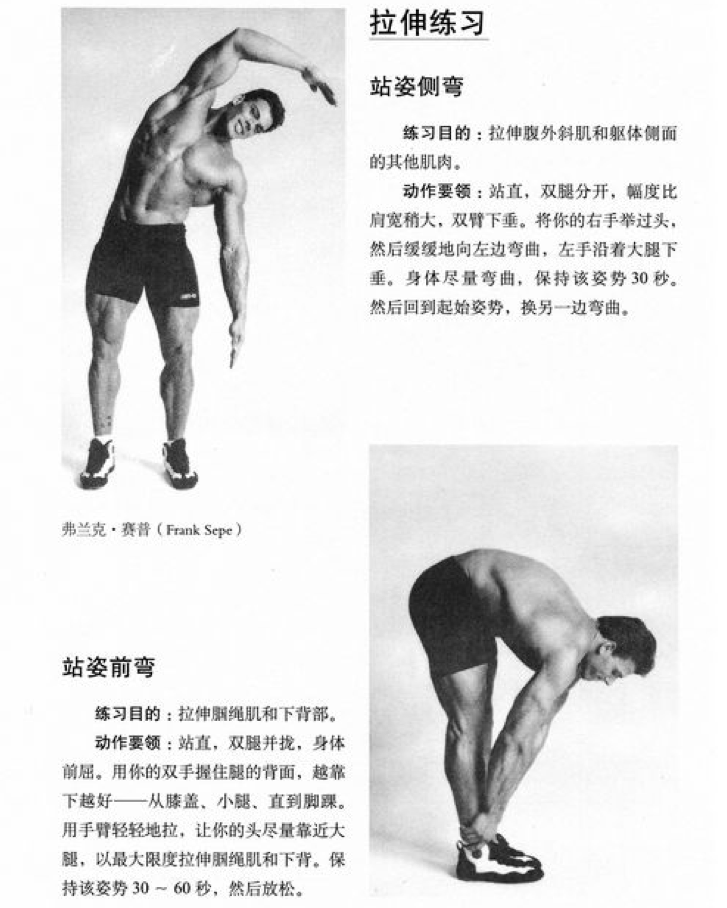 拉伸练习
站姿侧弯
练习目的：拉伸腹外斜肌和躯体侧面
的其他肌肉。
动作要领：站直，双腿分开，幅度比
肩宽稍大，双臂下垂。将你的右手举过头，
然后缓缓地向左边弯曲，左手沿着大腿下
垂。身体尽量弯曲，保持该姿势 30 秒。
然后回到起始姿势，换另一边弯曲。
弗兰克·赛普（Frank Sepe）
站姿前弯
练习目的：拉伸腘绳肌和下背部。
动作要领：站直，双腿并拢，身体
前屈。用你的双手握住腿的背面，越靠
下越好——从膝盖、小腿、直到脚踝。
用手臂轻轻地拉，让你的头尽量靠近大
腿，以最大限度拉伸腘绳肌和下背。保
持该姿势 30 ～ 60 秒，然后放松。